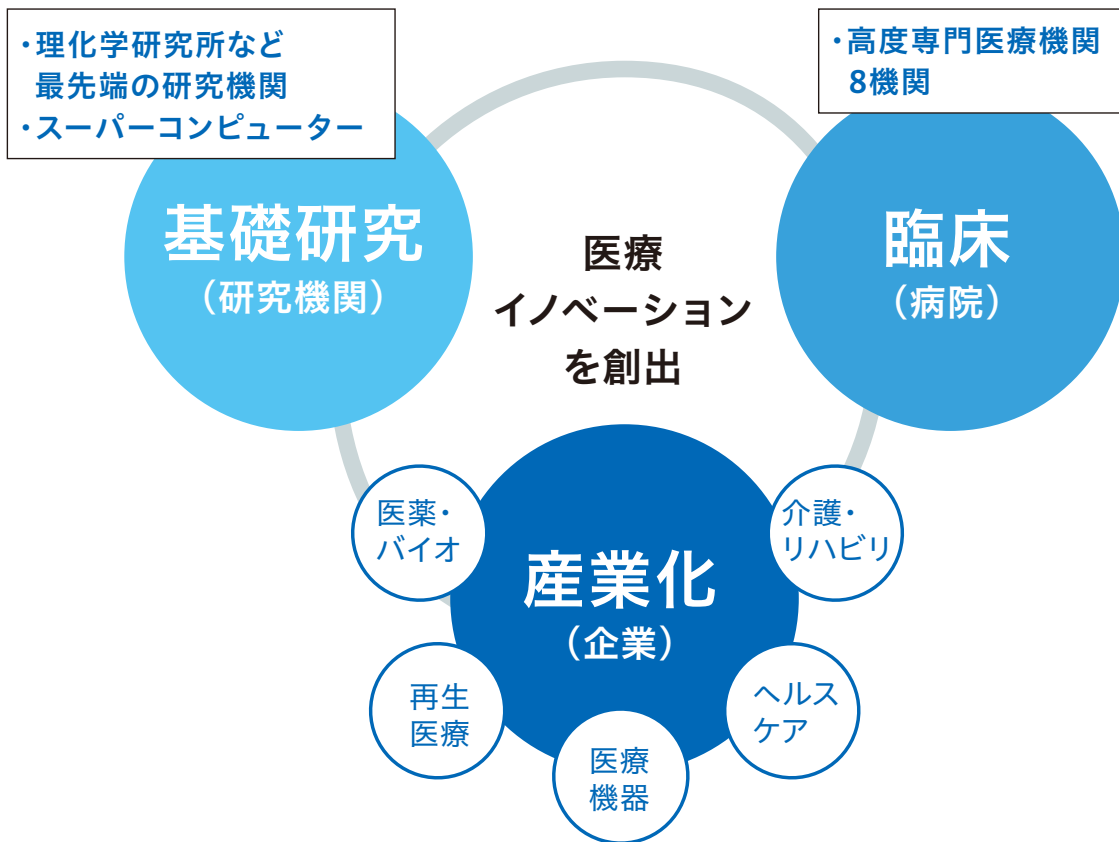 ・理化学研究所など
最先端の研究機関
・スーパーコンピューター
・高度専門医療機関
8機関
基礎研究
（研究機関）
医療
イノベーション
を創出
臨床
（病院）
医薬・
バイオ
産業化
（企業）
介護・
リハビリ
再生
医療
医療
機器
ヘルス
ケア